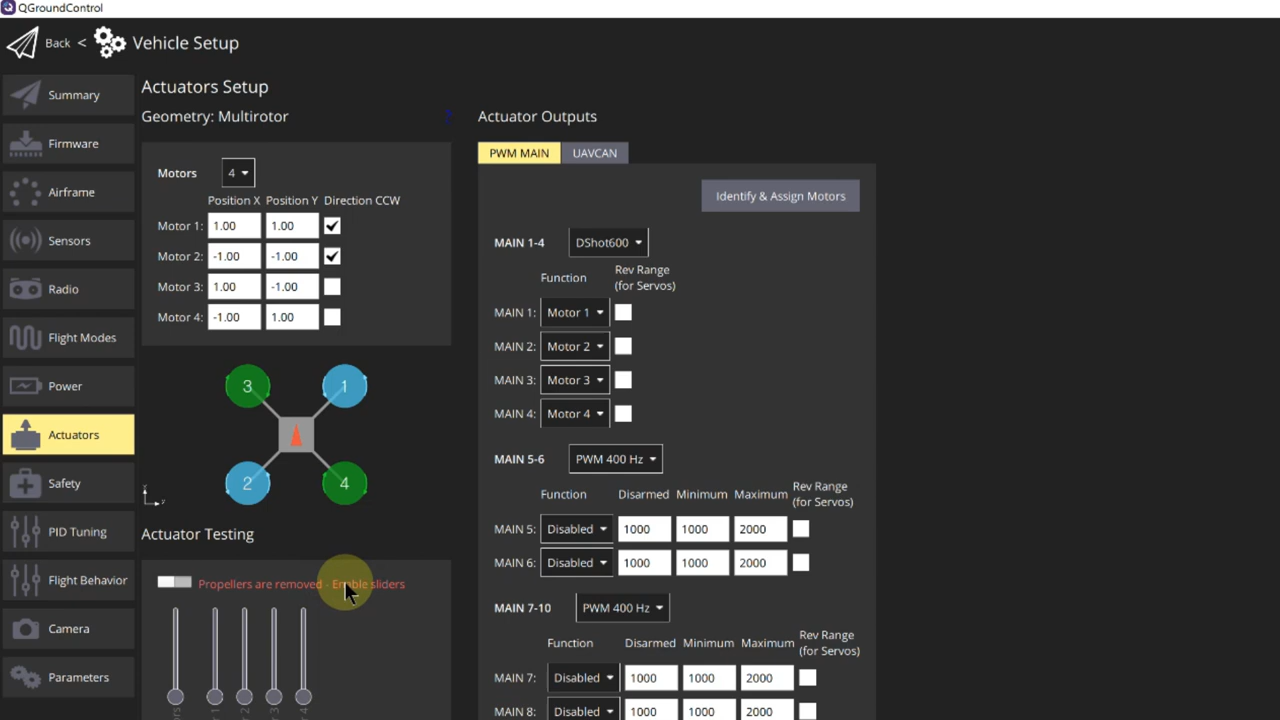 QGroundControl
Back < Vehicle Setup
Summary
Firmware
Airframe
Sensors
Radio
Flight Modes
Power
Actuators
Safety
PID Tuning
Flight Behavior
Camera
Parameters
Actuators Setup
Geometry: Multirotor
?
Motors 4
Position X Position Y Direction CCW
Motor 1: 1.00 1.00
Motor 2: -1.00 -1.00
Motor 3: 1.00 -1.00
Motor 4: -1.00 1.00
3 1
2 4
Actuator Testing
Propellers are removed - Enable sliders
Actuator Outputs
PWM MAIN UAVCAN
Identify & Assign Motors
MAIN 1-4 DShot600
Function Rev Range
(for Servos)
MAIN 1: Motor 1
MAIN 2: Motor 2
MAIN 3: Motor 3
MAIN 4: Motor 4
MAIN 5-6 PWM 400 Hz
Function Disarmed Minimum Maximum Rev Range
(for Servos)
MAIN 5: Disabled 1000 1000 2000
MAIN 6: Disabled 1000 1000 2000
MAIN 7-10 PWM 400 Hz
Function Disarmed Minimum Maximum Rev Range
(for Servos)
MAIN 7: Disabled 1000 1000 2000
MAIN 8: Disabled 1000 1000 2000